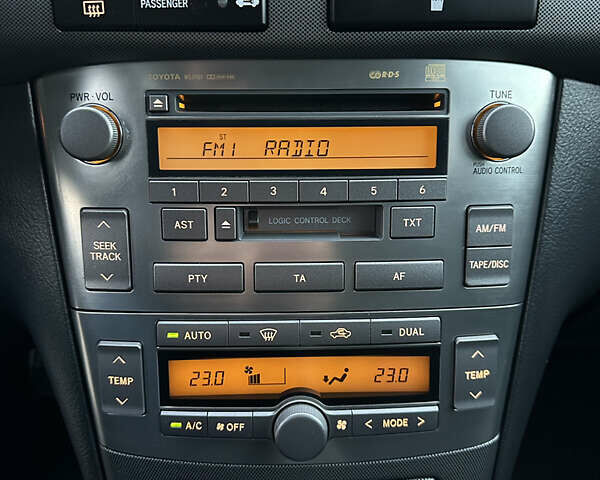 PASSENGER
TOYOTA
R·D·S
PWR·VOL
TUNE
ST
FM1 RADIO
PUSH
AUDIO CONTROL
1 2 3 4 5 6
SEEK
TRACK
AST
LOGIC CONTROL DECK
TXT
AM/FM
TAPE/DISC
PTY
TA
AF
AUTO
DUAL
TEMP
23.0
23.0
TEMP
A/C
OFF
< MODE >